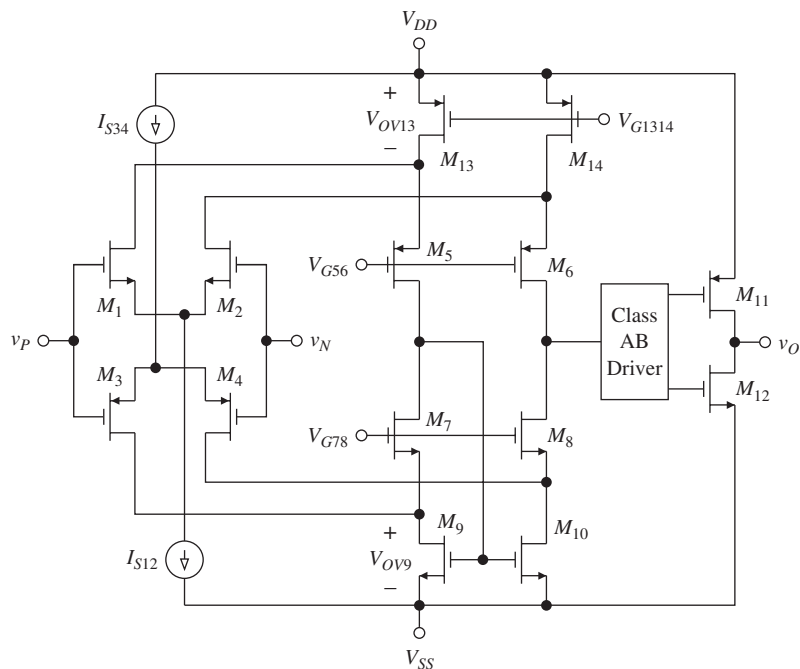 V_DD
I_S34
+
V_OV13
−
M_13
M_14
V_G1314
M_1
M_2
V_G56
M_5
M_6
M_11
Class
AB
Driver
v_P
v_N
v_O
M_3
M_4
M_12
V_G78
M_7
M_8
M_9
M_10
+
V_OV9
−
I_S12
V_SS